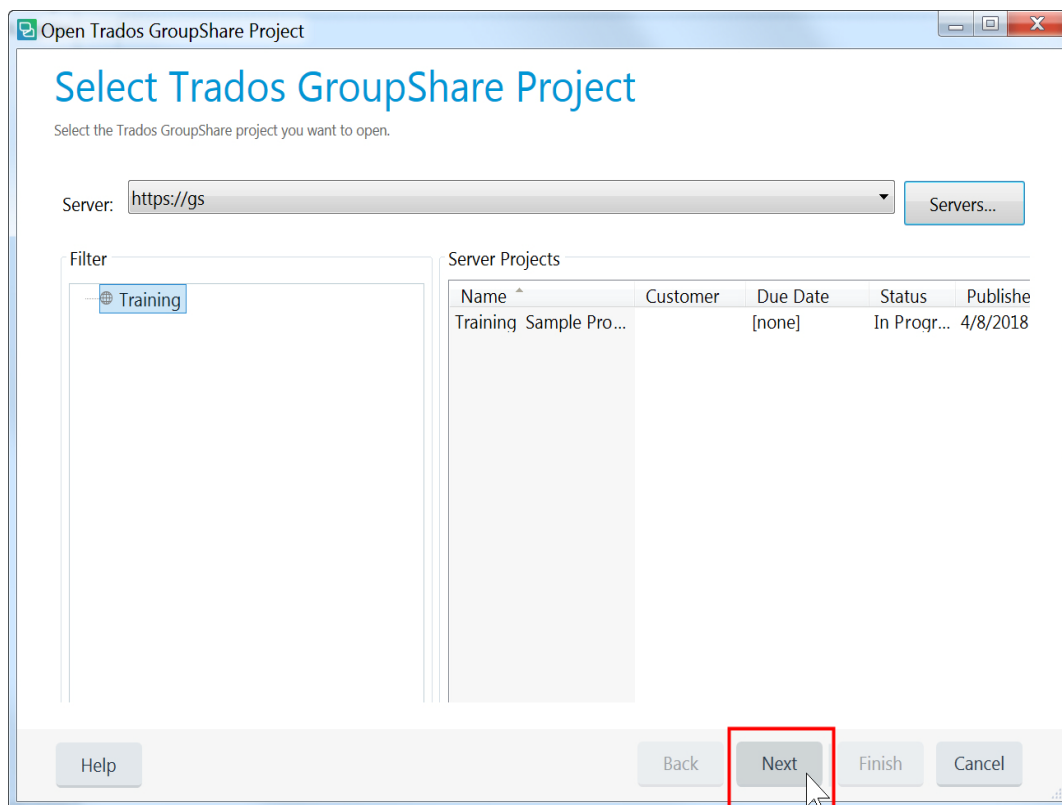 Open Trados GroupShare Project
Select Trados GroupShare Project
Select the Trados GroupShare project you want to open.
Server: https://gs Servers...
Filter Server Projects
Training
Name Customer Due Date Status Publishe
Training Sample Pro... [none] In Progr... 4/8/2018
Help Back Next Finish Cancel